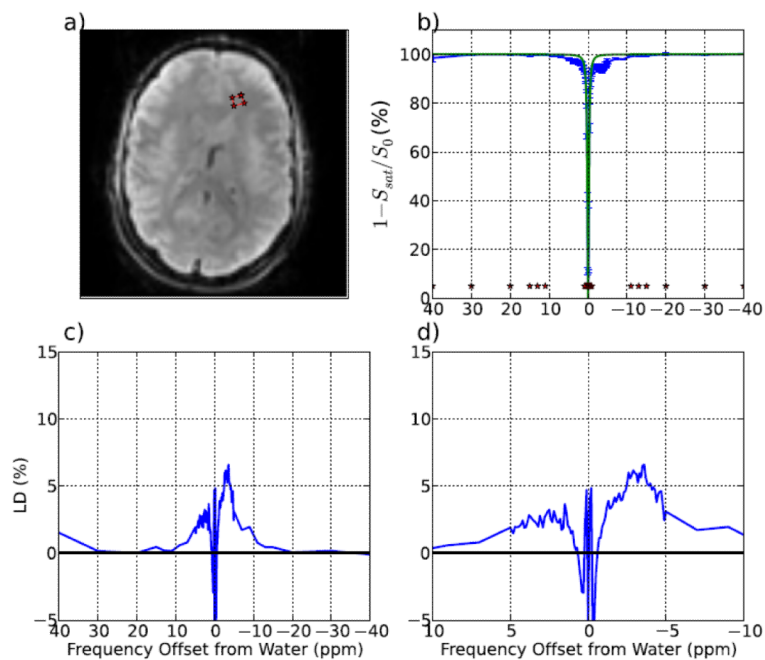 a)
b)
100
80
60
40
20
0
1−S_sat/S_0 (%)
40 30 20 10 0 −10 −20 −30 −40
c)
d)
15
10
5
0
−5
LD (%)
40 30 20 10 0 −10 −20 −30 −40
Frequency Offset from Water (ppm)
15
10
5
0
−5
10 5 0 −5 −10
Frequency Offset from Water (ppm)